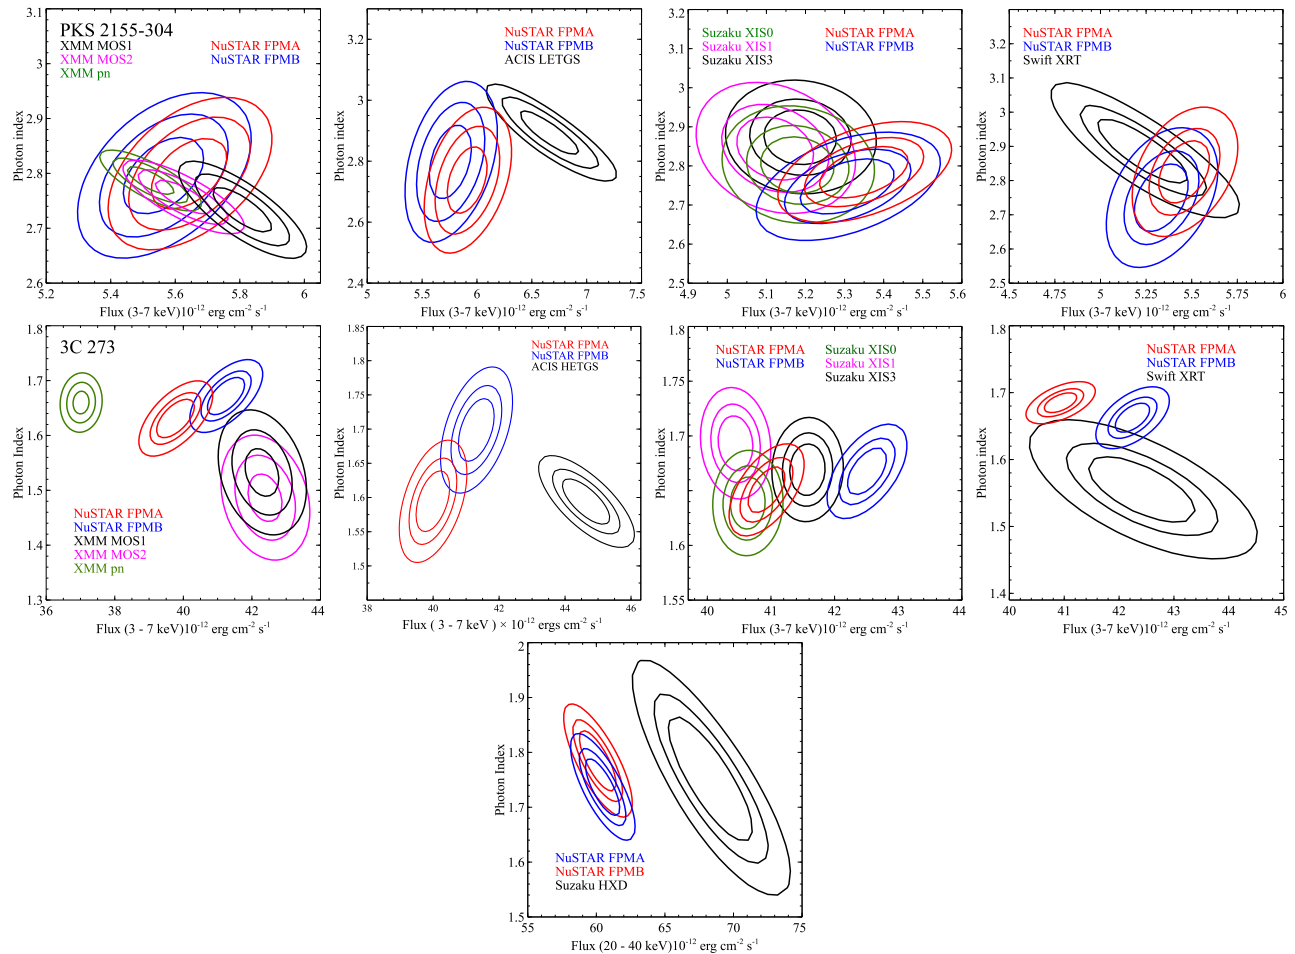 PKS 2155-304
XMM MOS1
XMM MOS2
XMM pn
NuSTAR FPMA
NuSTAR FPMB
Photon index
3.1
3
2.9
2.8
2.7
2.6
5.2
5.4
5.6
5.8
6
Flux (3-7 keV)10-12 erg cm-2 s-1
NuSTAR FPMA
NuSTAR FPMB
ACIS LETGS
Photon index
3.2
3
2.8
2.6
2.4
5
5.5
6
6.5
7
7.5
Flux (3-7 keV)10-12 erg cm-2 s-1
Suzaku XIS0
Suzaku XIS1
Suzaku XIS3
NuSTAR FPMA
NuSTAR FPMB
Photon index
3.2
3.1
3
2.9
2.8
2.7
2.6
2.5
4.9
5
5.1
5.2
5.3
5.4
5.5
5.6
Flux (3-7 keV)10-12 erg cm-2 s-1
NuSTAR FPMA
NuSTAR FPMB
Swift XRT
Photon index
3.2
3.1
3
2.9
2.8
2.7
2.6
2.5
4.5
4.75
5
5.25
5.5
5.75
6
Flux (3-7 keV) 10-12 erg cm-2 s-1
3C 273
NuSTAR FPMA
NuSTAR FPMB
XMM MOS1
XMM MOS2
XMM pn
Photon Index
1.8
1.7
1.6
1.5
1.4
1.3
36
38
40
42
44
Flux (3 - 7 keV)10-12 erg cm-2 s-1
NuSTAR FPMA
NuSTAR FPMB
ACIS HETGS
Photon Index
1.85
1.8
1.75
1.7
1.65
1.6
1.55
1.5
38
40
42
44
46
Flux ( 3 - 7 keV ) × 10-12 ergs cm-2 s-1
NuSTAR FPMA
NuSTAR FPMB
Suzaku XIS0
Suzaku XIS1
Suzaku XIS3
Photon Index
1.8
1.75
1.7
1.65
1.6
1.55
40
41
42
43
44
Flux (3-7 keV)10-12 erg cm-2 s-1
NuSTAR FPMA
NuSTAR FPMB
Swift XRT
Photon Index
1.8
1.7
1.6
1.5
1.4
40
41
42
43
44
45
Flux (3-7 keV)10-12 erg cm-2 s-1
NuSTAR FPMA
NuSTAR FPMB
Suzaku HXD
Photon Index
2
1.9
1.8
1.7
1.6
1.5
55
60
65
70
75
Flux (20 - 40 keV)10-12 erg cm-2 s-1